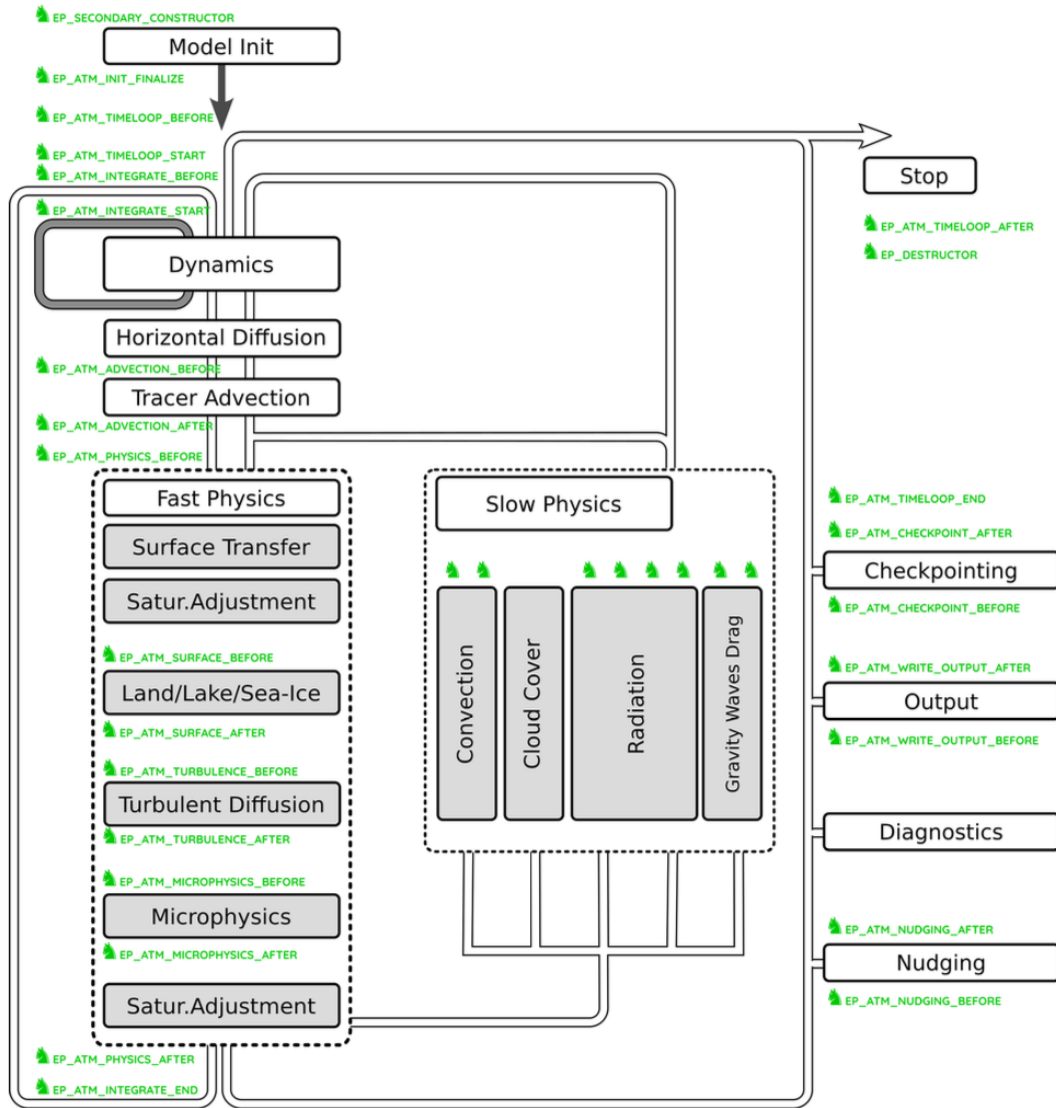 EP_SECONDARY_CONSTRUCTOR
Model Init
EP_ATM_INIT_FINALIZE
EP_ATM_TIMELOOP_BEFORE
EP_ATM_TIMELOOP_START
EP_ATM_INTEGRATE_BEFORE
EP_ATM_INTEGRATE_START
Dynamics
Horizontal Diffusion
EP_ATM_ADVECTION_BEFORE
Tracer Advection
EP_ATM_ADVECTION_AFTER
EP_ATM_PHYSICS_BEFORE
Fast Physics
Surface Transfer
Satur.Adjustment
EP_ATM_SURFACE_BEFORE
Land/Lake/Sea-Ice
EP_ATM_SURFACE_AFTER
EP_ATM_TURBULENCE_BEFORE
Turbulent Diffusion
EP_ATM_TURBULENCE_AFTER
EP_ATM_MICROPHYSICS_BEFORE
Microphysics
EP_ATM_MICROPHYSICS_AFTER
Satur.Adjustment
EP_ATM_PHYSICS_AFTER
EP_ATM_INTEGRATE_END
Slow Physics
Convection
Cloud Cover
Radiation
Gravity Waves Drag
Stop
EP_ATM_TIMELOOP_AFTER
EP_DESTRUCTOR
EP_ATM_TIMELOOP_END
EP_ATM_CHECKPOINT_AFTER
Checkpointing
EP_ATM_CHECKPOINT_BEFORE
EP_ATM_WRITE_OUTPUT_AFTER
Output
EP_ATM_WRITE_OUTPUT_BEFORE
Diagnostics
EP_ATM_NUDGING_AFTER
Nudging
EP_ATM_NUDGING_BEFORE